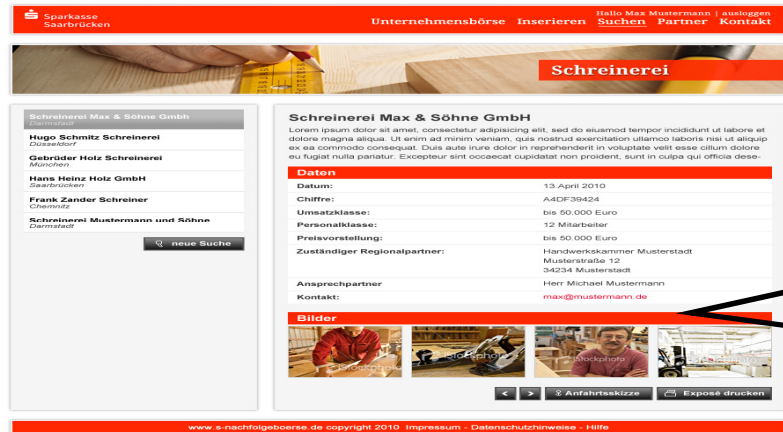 Sparkasse
Saarbrücken
Hallo Max Mustermann | ausloggen
Unternehmensbörse Inserieren Suchen Partner Kontakt
Schreinerei
Schreinerei Max & Söhne Gmbh
Darmstadt
Hugo Schmitz Schreinerei
Düsseldorf
Gebrüder Holz Schreinerei
München
Hans Heinz Holz GmbH
Saarbrücken
Frank Zander Schreiner
Chemnitz
Schreinerei Mustermann und Söhne
Darmstadt
neue Suche
Schreinerei Max & Söhne GmbH
Lorem ipsum dolor sit amet, consectetur adipisicing elit, sed do eiusmod tempor incididunt ut labore et
dolore magna aliqua. Ut enim ad minim veniam, quis nostrud exercitation ullamco laboris nisi ut aliquip
ex ea commodo consequat. Duis aute irure dolor in reprehenderit in voluptate velit esse cillum dolore
eu fugiat nulla pariatur. Excepteur sint occaecat cupidatat non proident, sunt in culpa qui officia dese-
Daten
Datum: 13.April 2010
Chiffre: A4DF39424
Umsatzklasse: bis 50.000 Euro
Personalklasse: 12 Mitarbeiter
Preisvorstellung: bis 50.000 Euro
Zuständiger Regionalpartner: Handwerkskammer Musterstadt
Musterstraße 12
34234 Musterstadt
Ansprechpartner Herr Michael Mustermann
Kontakt: max@mustermann.de
Bilder
iStockphoto
iStockphoto
iStockphoto
iStockphoto
< > Anfahrtsskizze Exposé drucken
www.s-nachfolgeboerse.de copyright 2010 Impressum - Datenschutzhinweise - Hilfe